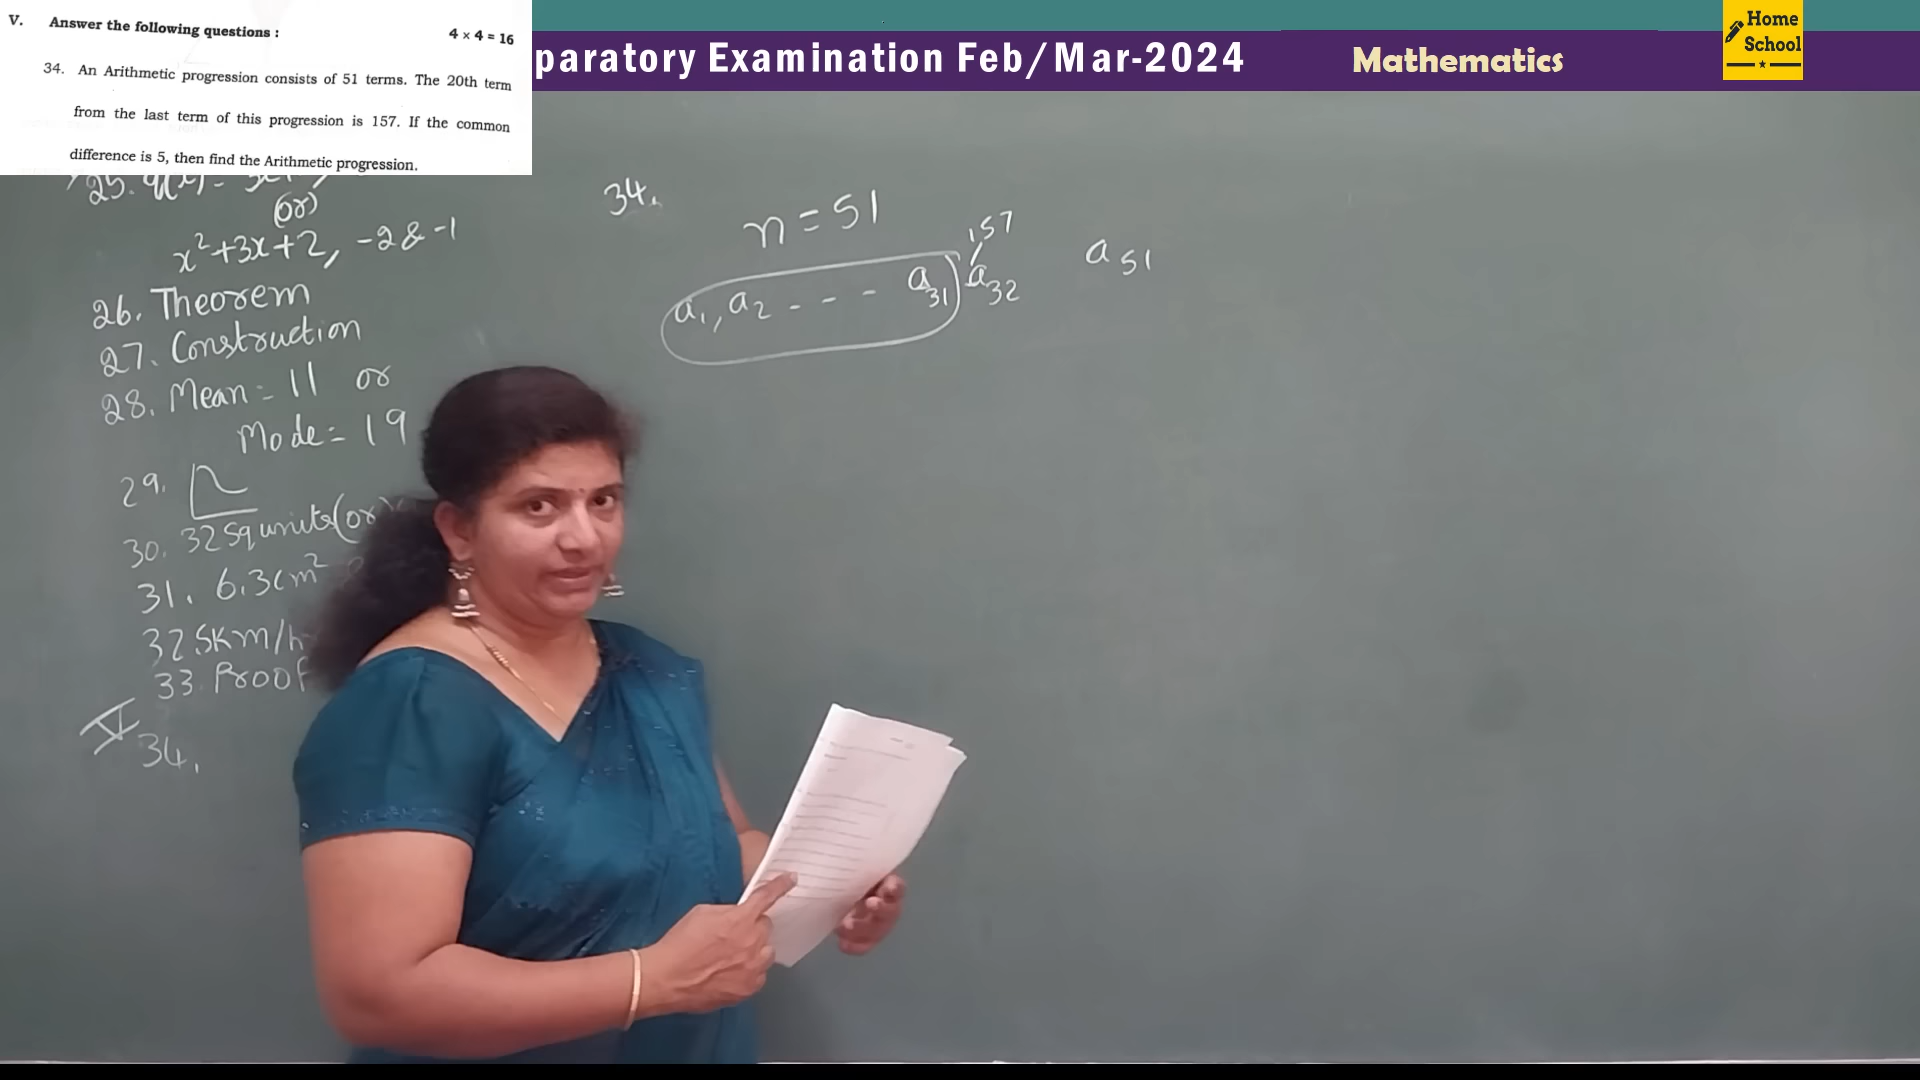 V. Answer the following questions :
4 × 4 = 16
34. An Arithmetic progression consists of 51 terms. The 20th term
from the last term of this progression is 157. If the common
difference is 5, then find the Arithmetic progression.
paratory Examination Feb/Mar-2024
Mathematics
Home
School
25.
(or)
x²+3x+2, -2 & -1
26. Theorem
27. Construction
28. Mean = 11 or
Mode = 19
29.
30. 32 sq units (or)
31. 6.3cm²
32. 5km/h
33. Proof
V
34.
34.
n = 51
157
a₁, a₂ - - - a₃₁) a₃₂ a₅₁